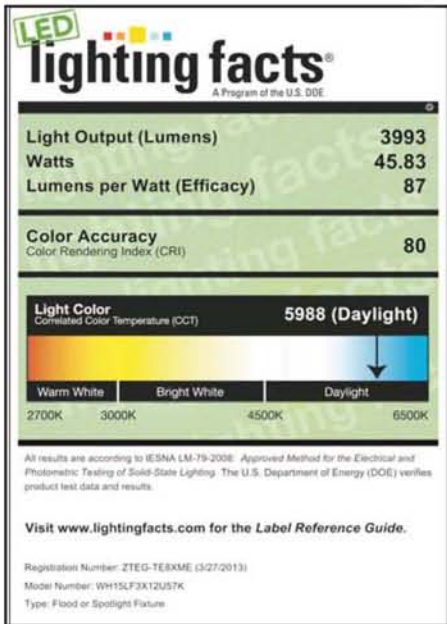 LED
lighting facts®
A Program of the U.S. DOE
Light Output (Lumens) 3993
Watts 45.83
Lumens per Watt (Efficacy) 87
Color Accuracy 80
Color Rendering Index (CRI)
Light Color 5988 (Daylight)
Correlated Color Temperature (CCT)
Warm White Bright White Daylight
2700K 3000K 4500K 6500K
All results are according to IESNA LM-79-2008: Approved Method for the Electrical and
Photometric Testing of Solid-State Lighting. The U.S. Department of Energy (DOE) verifies
product test data and results.
Visit www.lightingfacts.com for the Label Reference Guide.
Registration Number: ZTEG-TE8XME (3/27/2013)
Model Number: WH15LF3X12U57K
Type: Flood or Spotlight Fixture